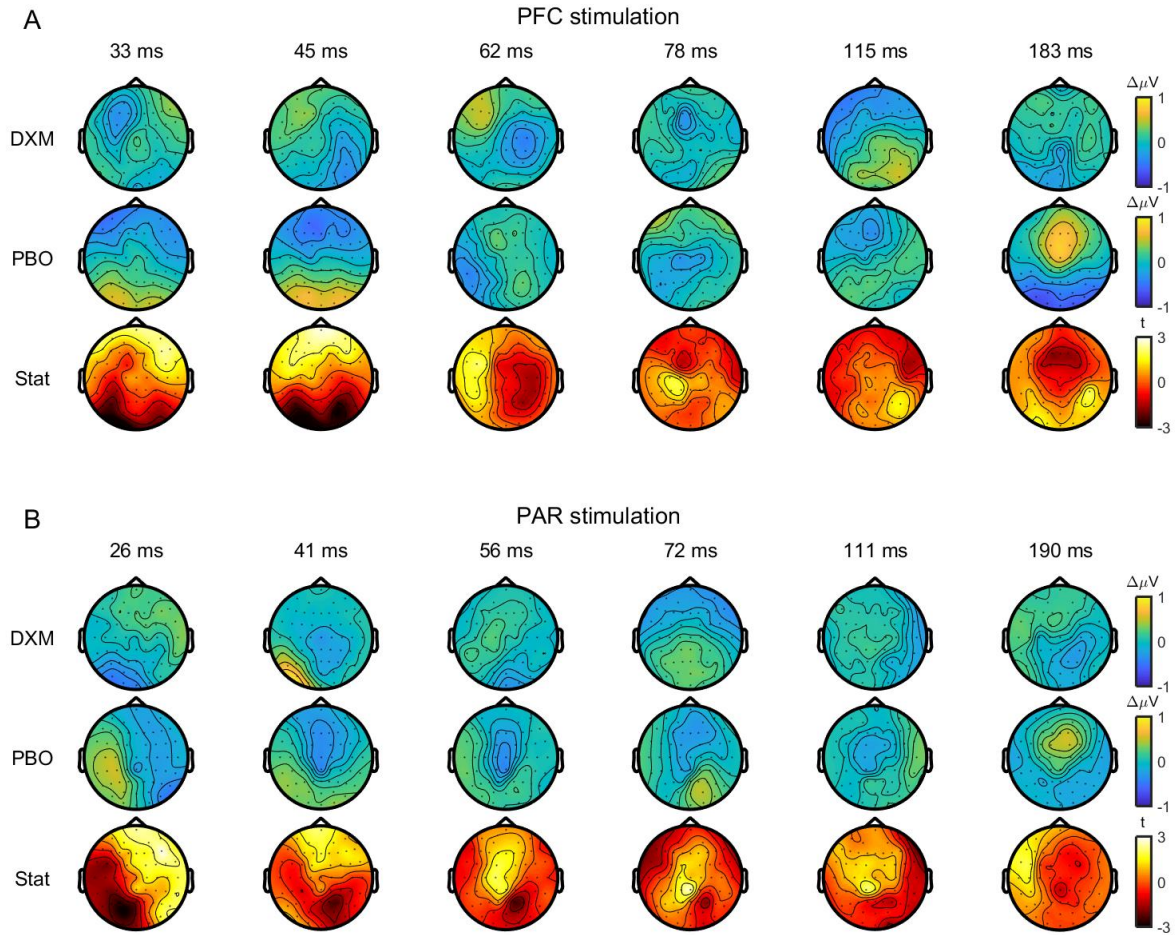 A
PFC stimulation
33 ms 45 ms 62 ms 78 ms 115 ms 183 ms
DXM
ΔμV
1
0
-1
PBO
ΔμV
1
0
-1
Stat
t
3
0
-3
B
PAR stimulation
26 ms 41 ms 56 ms 72 ms 111 ms 190 ms
DXM
ΔμV
1
0
-1
PBO
ΔμV
1
0
-1
Stat
t
3
0
-3